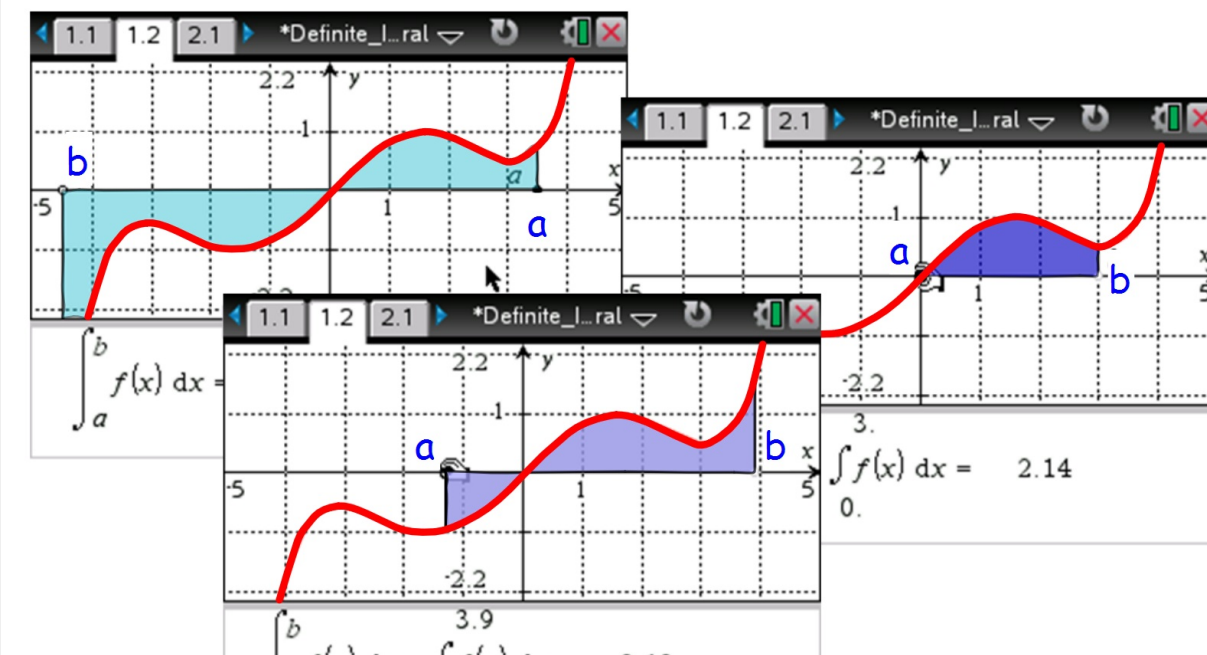 1.1 1.2 2.1 *Definite_I...ral
2.2 y
1
b
a x
-5 1 5
a
∫ b
f(x) dx =
a
1.1 1.2 2.1 *Definite_I...ral
2.2 y
1
a
x
b
-5 1 5
-2.2
3.
∫ f(x) dx = 2.14
0.
1.1 1.2 2.1 *Definite_I...ral
2.2 y
1
a b x
-5 1 5
-2.2
b 3.9